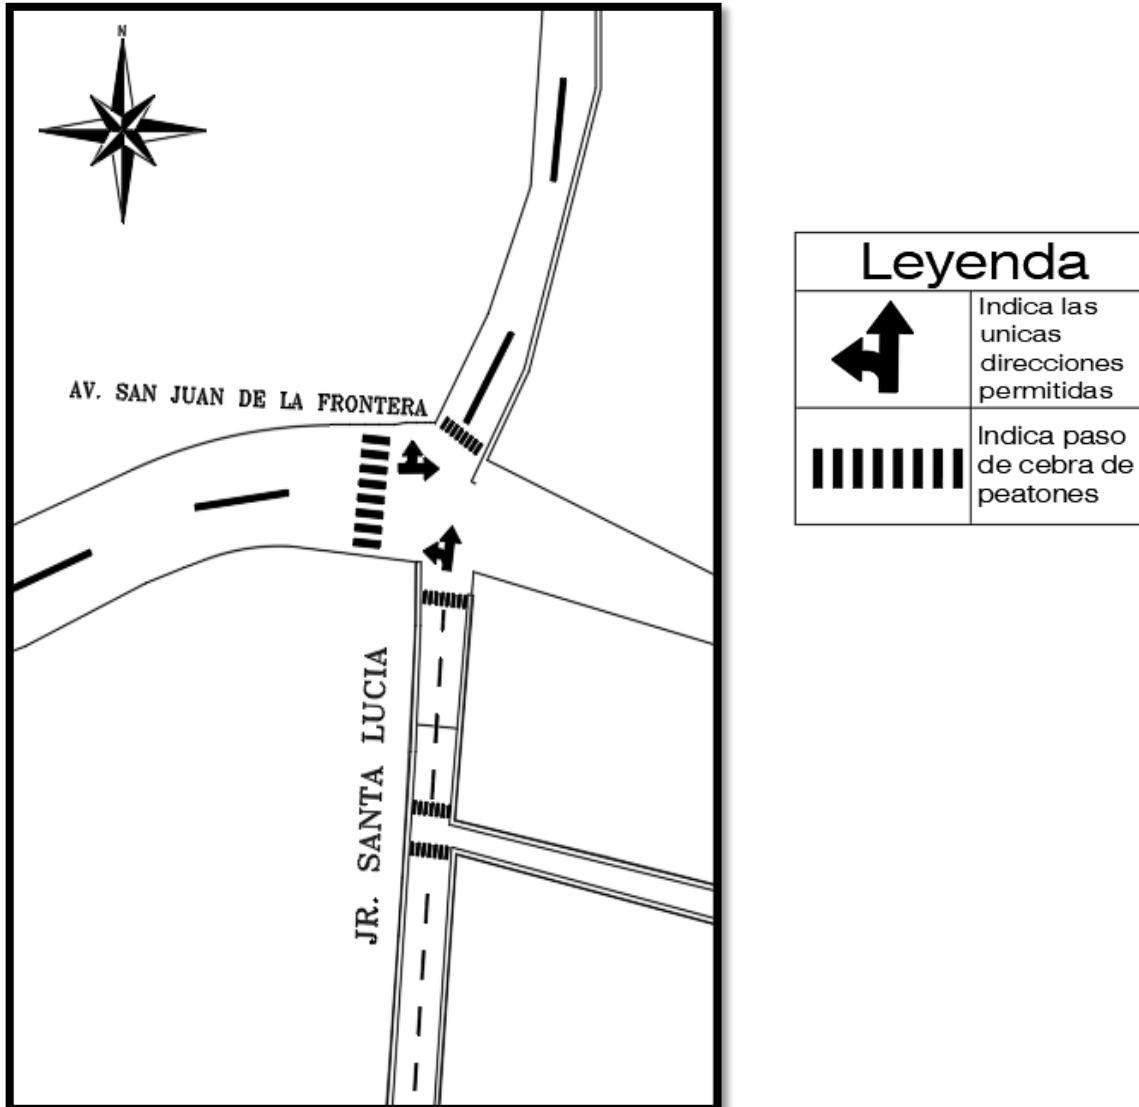 N
AV. SAN JUAN DE LA FRONTERA
JR. SANTA LUCIA
Leyenda
Indica las
unicas
direcciones
permitidas
Indica paso
de cebra de
peatones